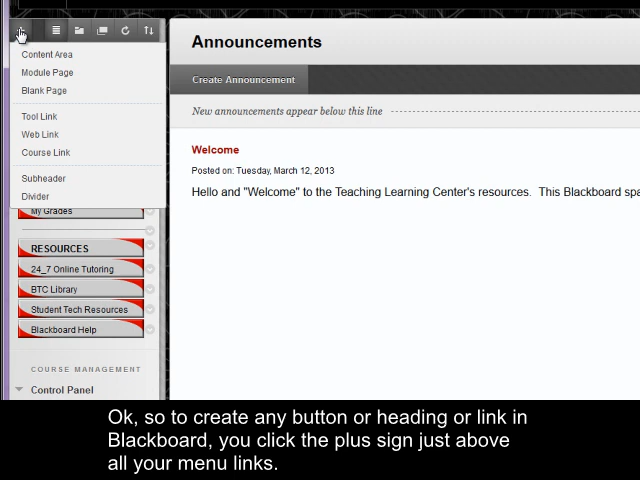 Content Area
Module Page
Blank Page
Tool Link
Web Link
Course Link
Subheader
Divider
My Grades
RESOURCES
24_7 Online Tutoring
BTC Library
Student Tech Resources
Blackboard Help
COURSE MANAGEMENT
Control Panel
Announcements
Create Announcement
New announcements appear below this line
Welcome
Posted on: Tuesday, March 12, 2013
Hello and "Welcome" to the Teaching Learning Center's resources.  This Blackboard spa
Ok, so to create any button or heading or link in
Blackboard, you click the plus sign just above
all your menu links.